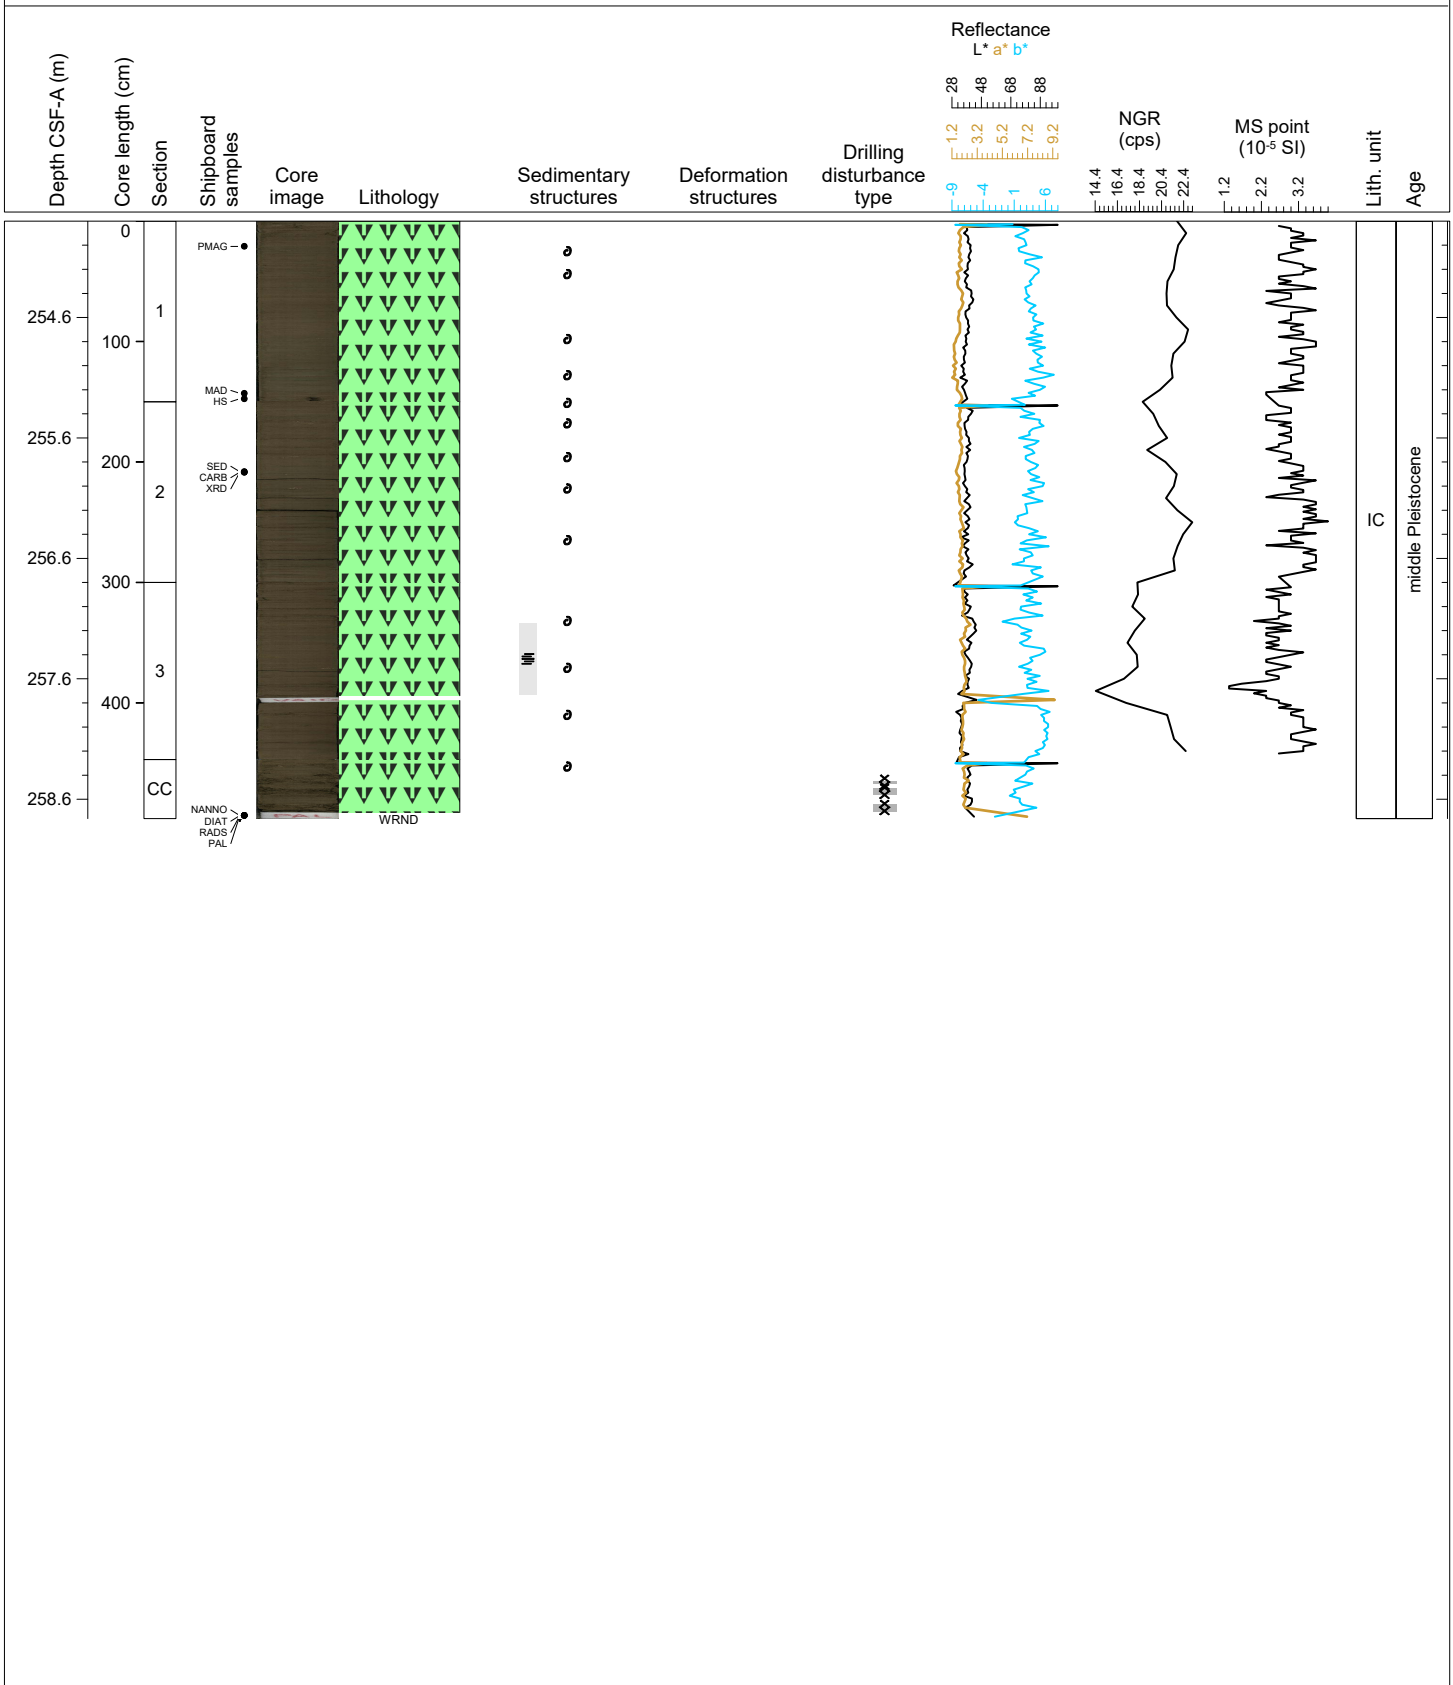 Reflectance
L* a* b*
28 48 68 88
1.2 3.2 5.2 7.2 9.2
-9 -4 1 6
NGR
(cps)
14.4 16.4 18.4 20.4 22.4
MS point
(10-5 SI)
1.2 2.2 3.2
Depth CSF-A (m)
Core length (cm)
Section
Shipboard
samples
Core
image
Lithology
Sedimentary
structures
Deformation
structures
Drilling
disturbance
type
Lith. unit
Age
0
PMAG
254.6
1
100
MAD
HS
255.6
200
SED
CARB
XRD
2
IC
middle Pleistocene
256.6
300
3
257.6
400
CC
258.6
NANNO
DIAT
RADS
PAL
PAL
WRND